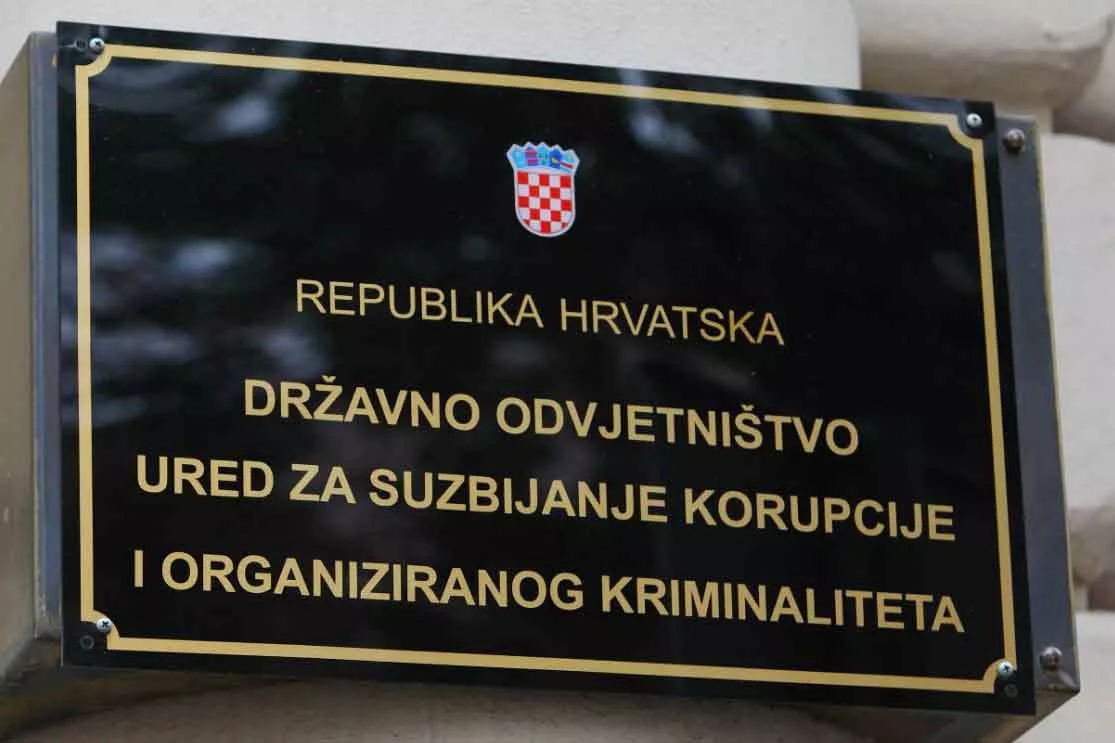 REPUBLIKA HRVATSKA
DRŽAVNO ODVJETNIŠTVO
URED ZA SUZBIJANJE KORUPCIJE
I ORGANIZIRANOG KRIMINALITETA